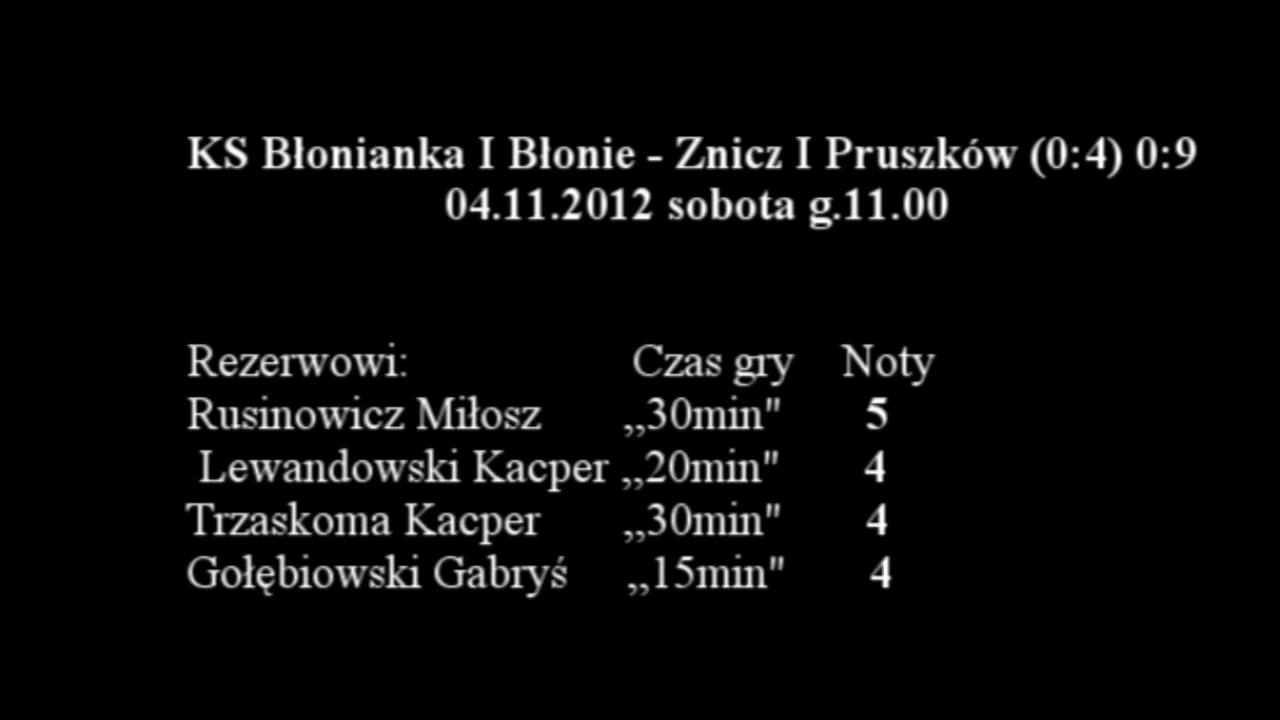 KS Błonianka I Błonie - Znicz I Pruszków (0:4) 0:9
04.11.2012 sobota g.11.00
Rezerwowi: Czas gry Noty
Rusinowicz Miłosz ,,30min" 5
Lewandowski Kacper ,,20min" 4
Trzaskoma Kacper ,,30min" 4
Gołębiowski Gabryś ,,15min" 4